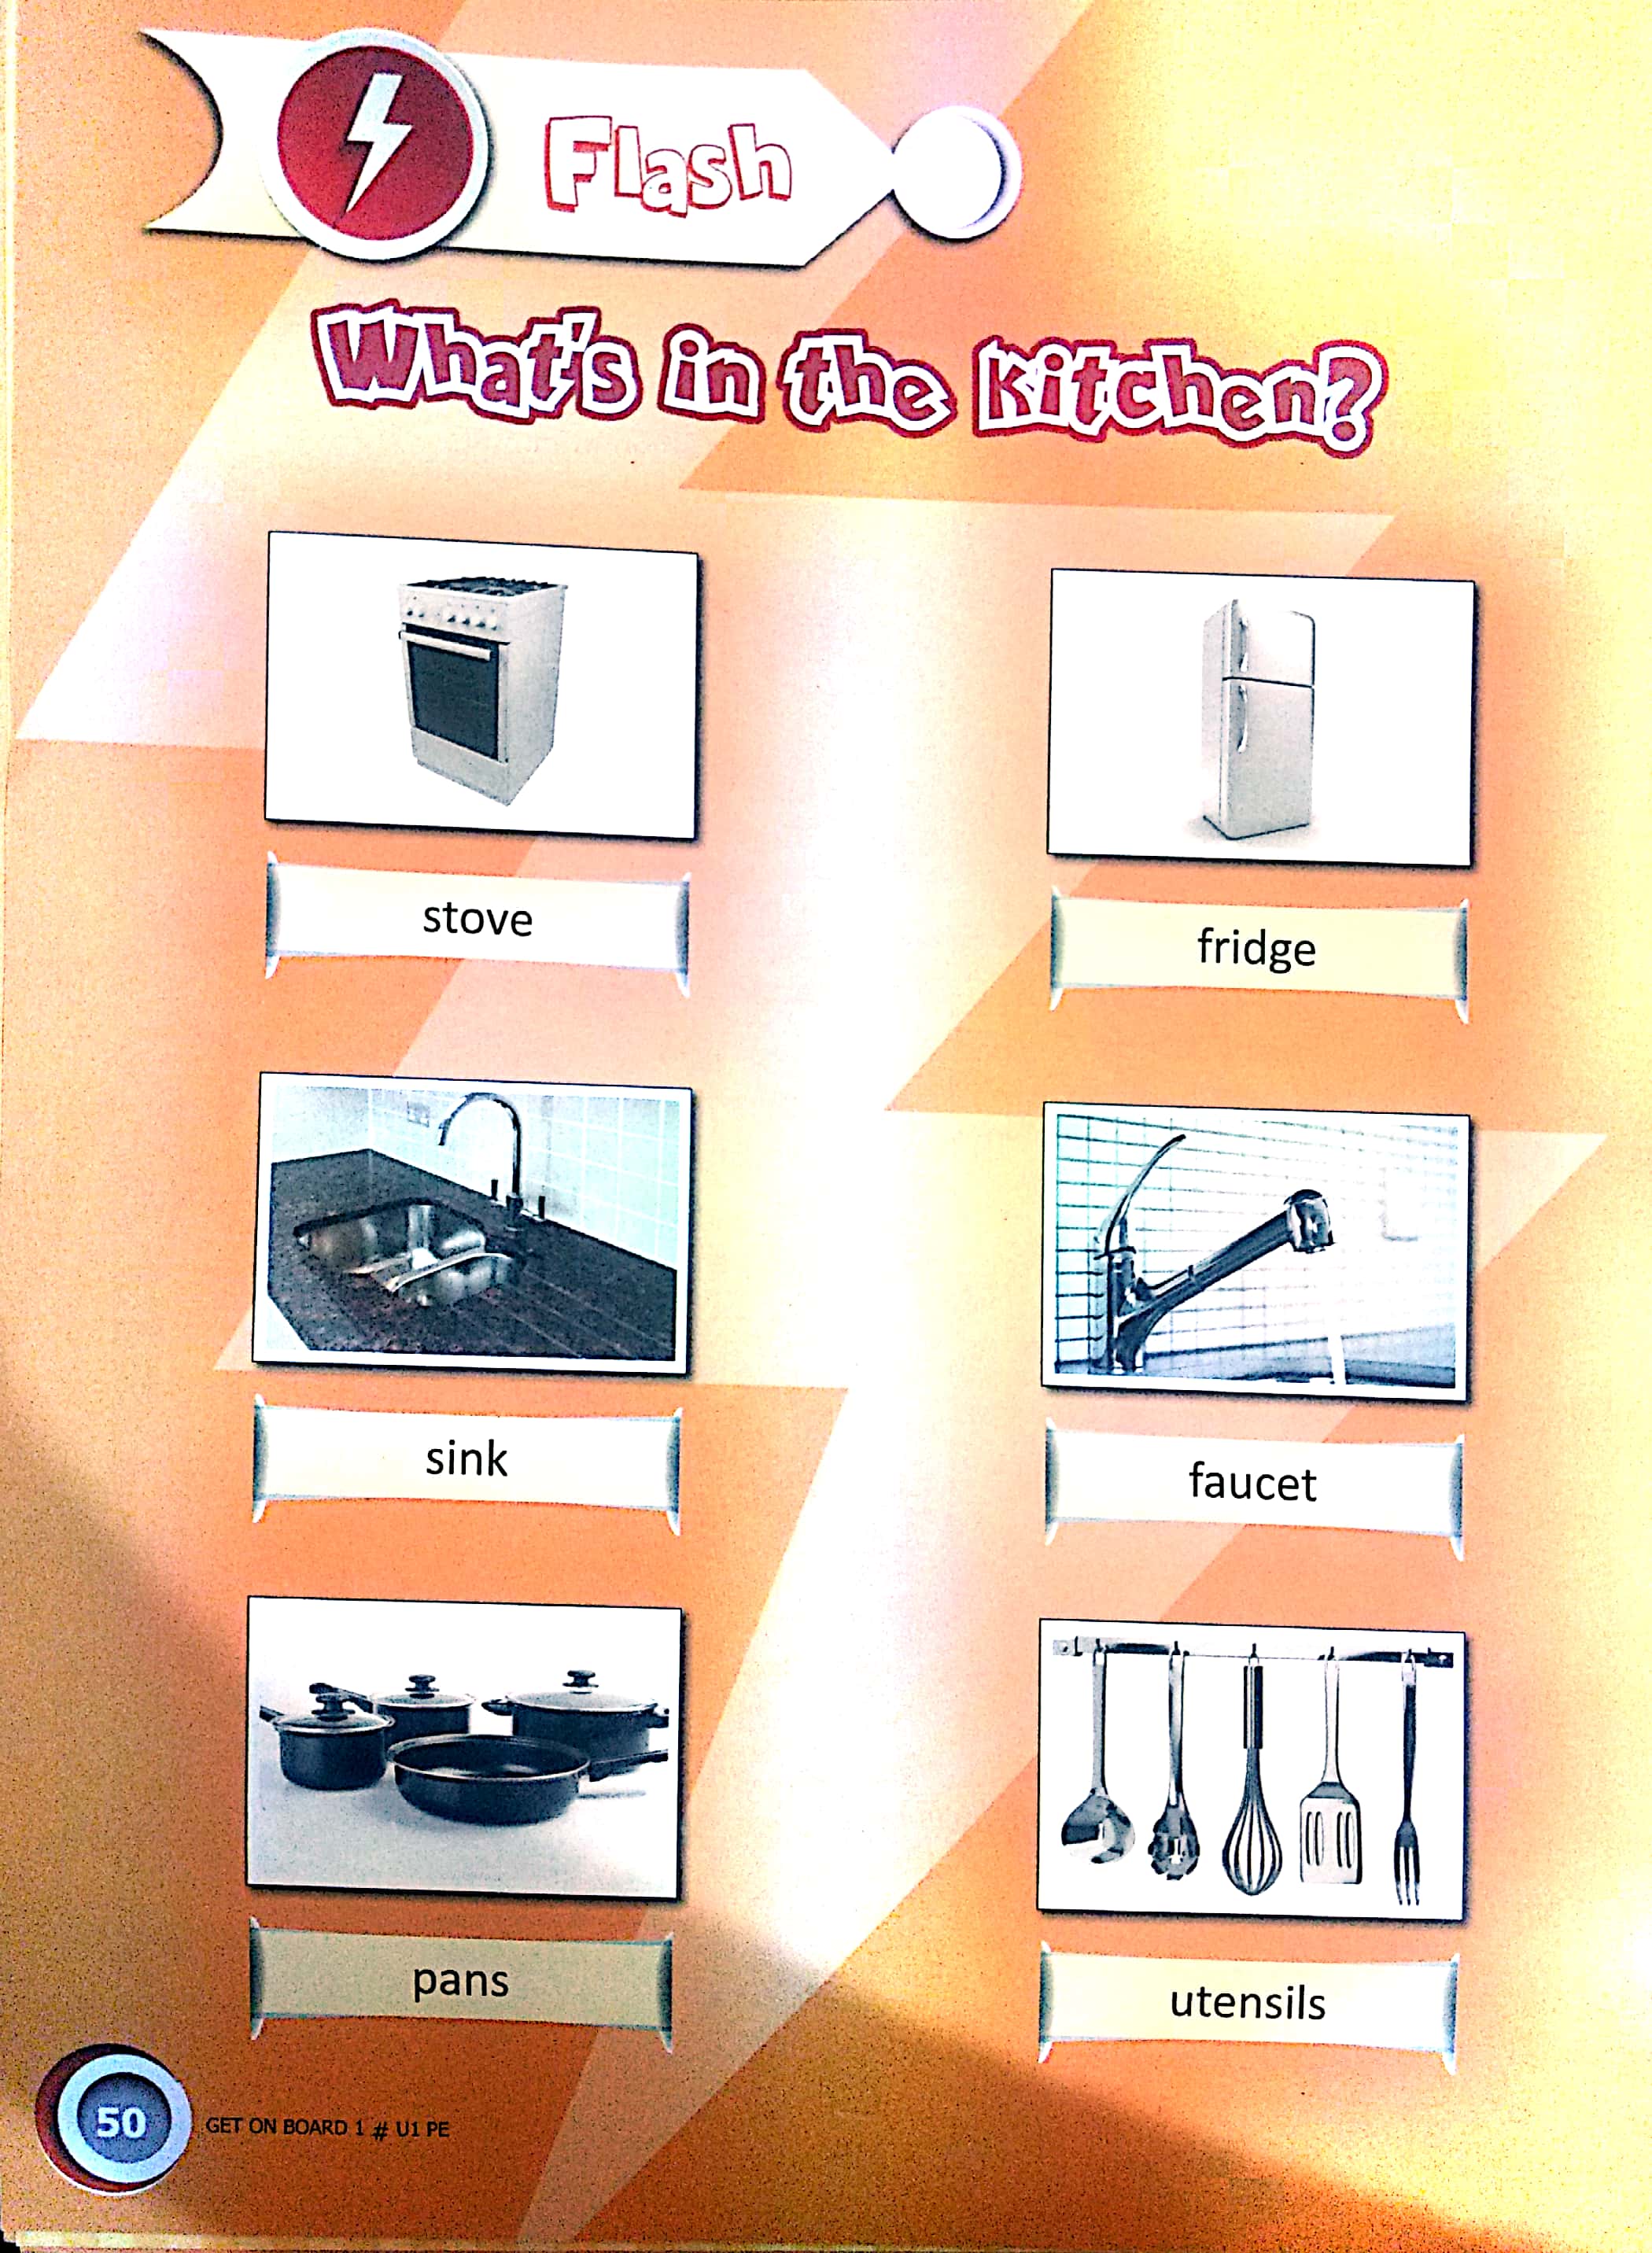 Flash
What's in the kitchen?
stove
fridge
sink
faucet
pans
utensils
50
GET ON BOARD 1 # U1 PE